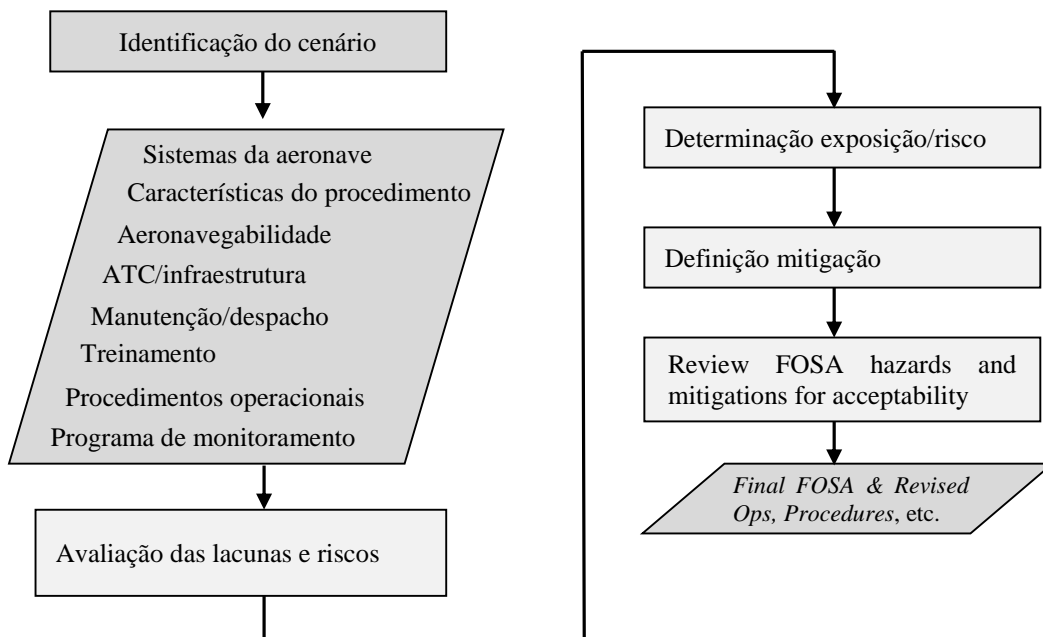 Identificação do cenário
Sistemas da aeronave
Características do procedimento
Aeronavegabilidade
ATC/infraestrutura
Manutenção/despacho
Treinamento
Procedimentos operacionais
Programa de monitoramento
Avaliação das lacunas e riscos
Determinação exposição/risco
Definição mitigação
Review FOSA hazards and
mitigations for acceptability
Final FOSA & Revised
Ops, Procedures, etc.